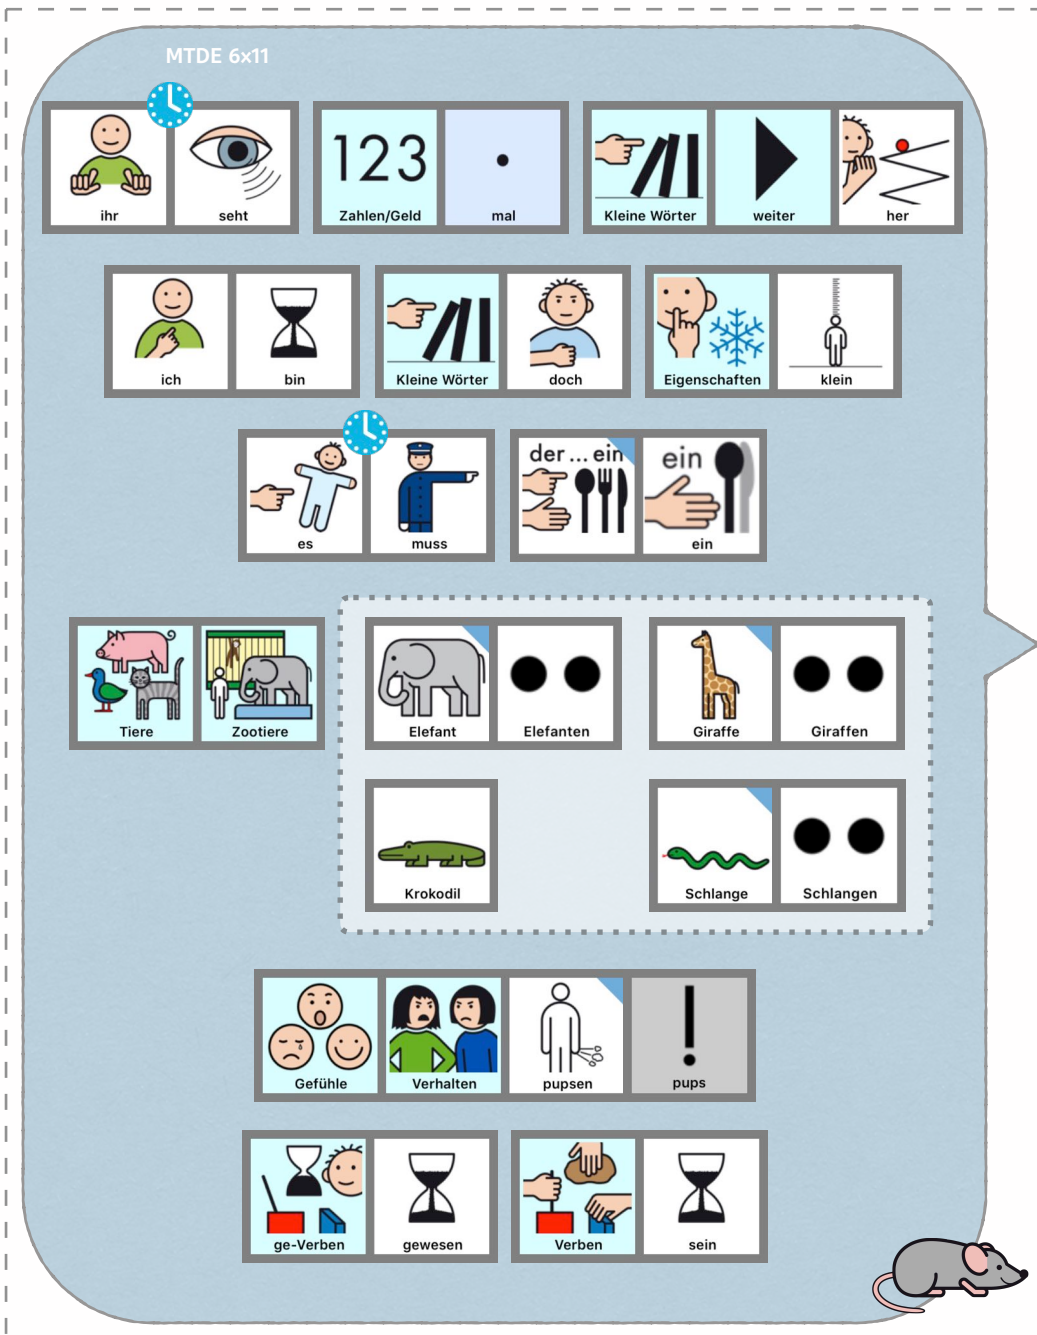 MTDE 6x11
ihr seht
123
Zahlen/Geld mal
Kleine Wörter weiter her
ich bin
Kleine Wörter doch
Eigenschaften klein
es muss
der ... ein ein
ein
Tiere Zootiere
Elefant Elefanten
Giraffe Giraffen
Krokodil
Schlange Schlangen
Gefühle Verhalten pupsen pups
!
ge-Verben gewesen
Verben sein